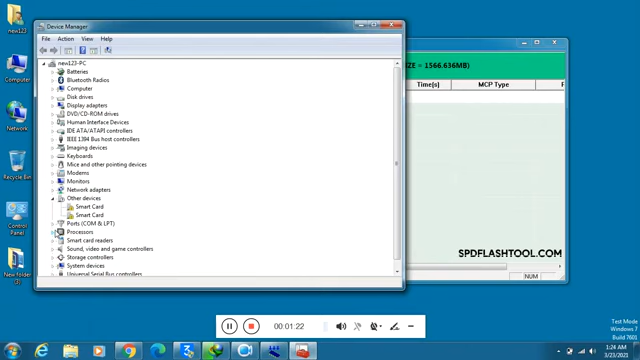 new123
Computer
Network
Recycle Bin
Control
Panel
New folder
(3)
Device Manager
File Action View Help
new123-PC
Batteries
Bluetooth Radios
Computer
Disk drives
Display adapters
DVD/CD-ROM drives
Human Interface Devices
IDE ATA/ATAPI controllers
IEEE 1394 Bus host controllers
Imaging devices
Keyboards
Mice and other pointing devices
Modems
Monitors
Network adapters
Other devices
Smart Card
Smart Card
Ports (COM & LPT)
Processors
Smart card readers
Sound, video and game controllers
Storage controllers
System devices
Universal Serial Bus controllers
SIZE = 1566.636MB)
Time(s) MCP Type
SPDFLASHTOOL.COM
NUM
00:01:22
Test Mode
Windows 7
Build 7601
1:24 AM
3/25/2021